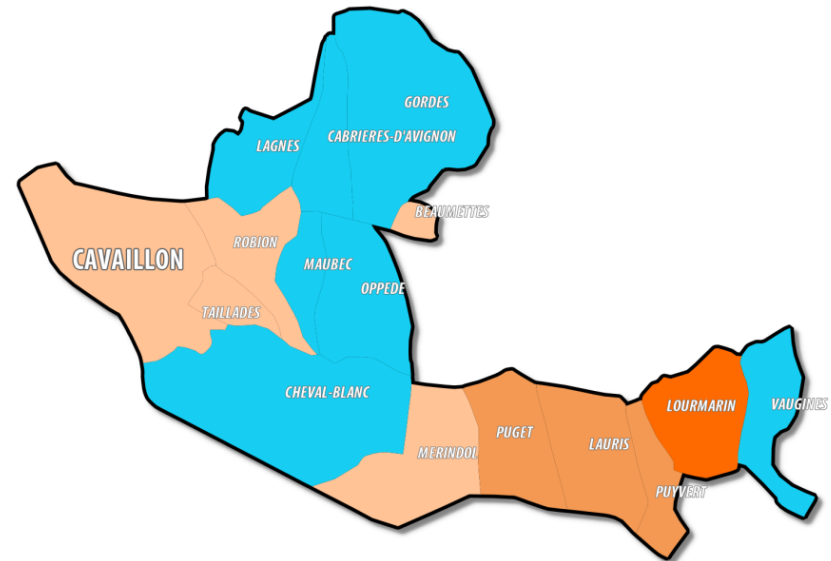 GORDES
CABRIERES-D'AVIGNON
LAGNES
BEAUMETTES
ROBION
CAVAILLON
MAUBEC
OPPEDE
TAILLADES
CHEVAL-BLANC
LOURMARIN
VAUGINES
PUGET
LAURIS
MERINDOL
PUYVERT